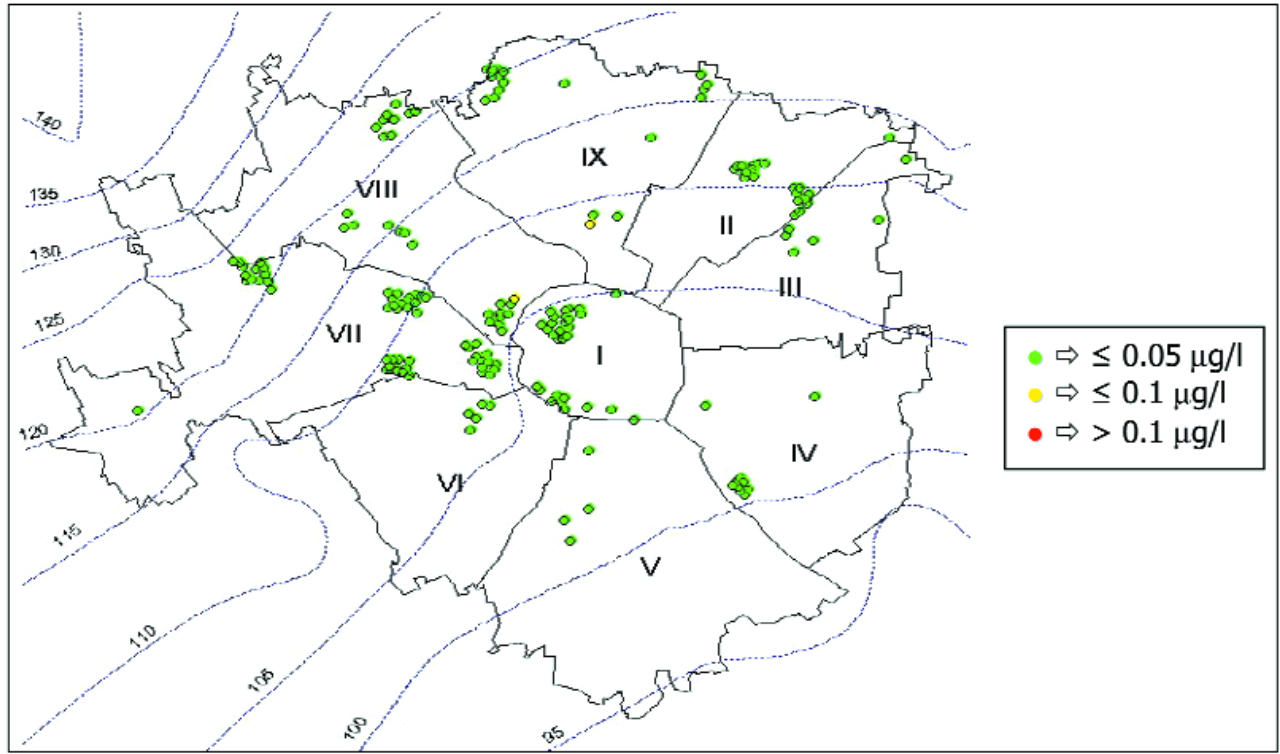 140
IX
135
VIII
II
130
III
125
VII
I
120
IV
VI
115
V
110
105
100
95
⇨ ≤ 0.05 µg/l
⇨ ≤ 0.1 µg/l
⇨ > 0.1 µg/l